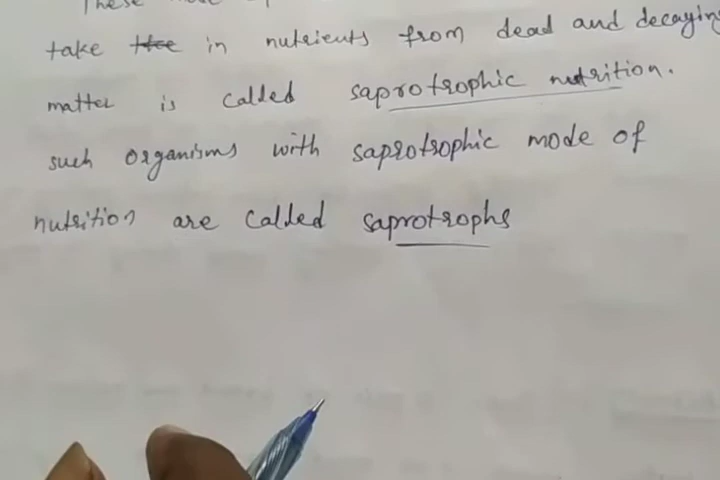 These
take in nutrients from dead and decaying
matter is called saprotrophic nutrition.
such organisms with saprotrophic mode of
nutrition are called saprotrophs